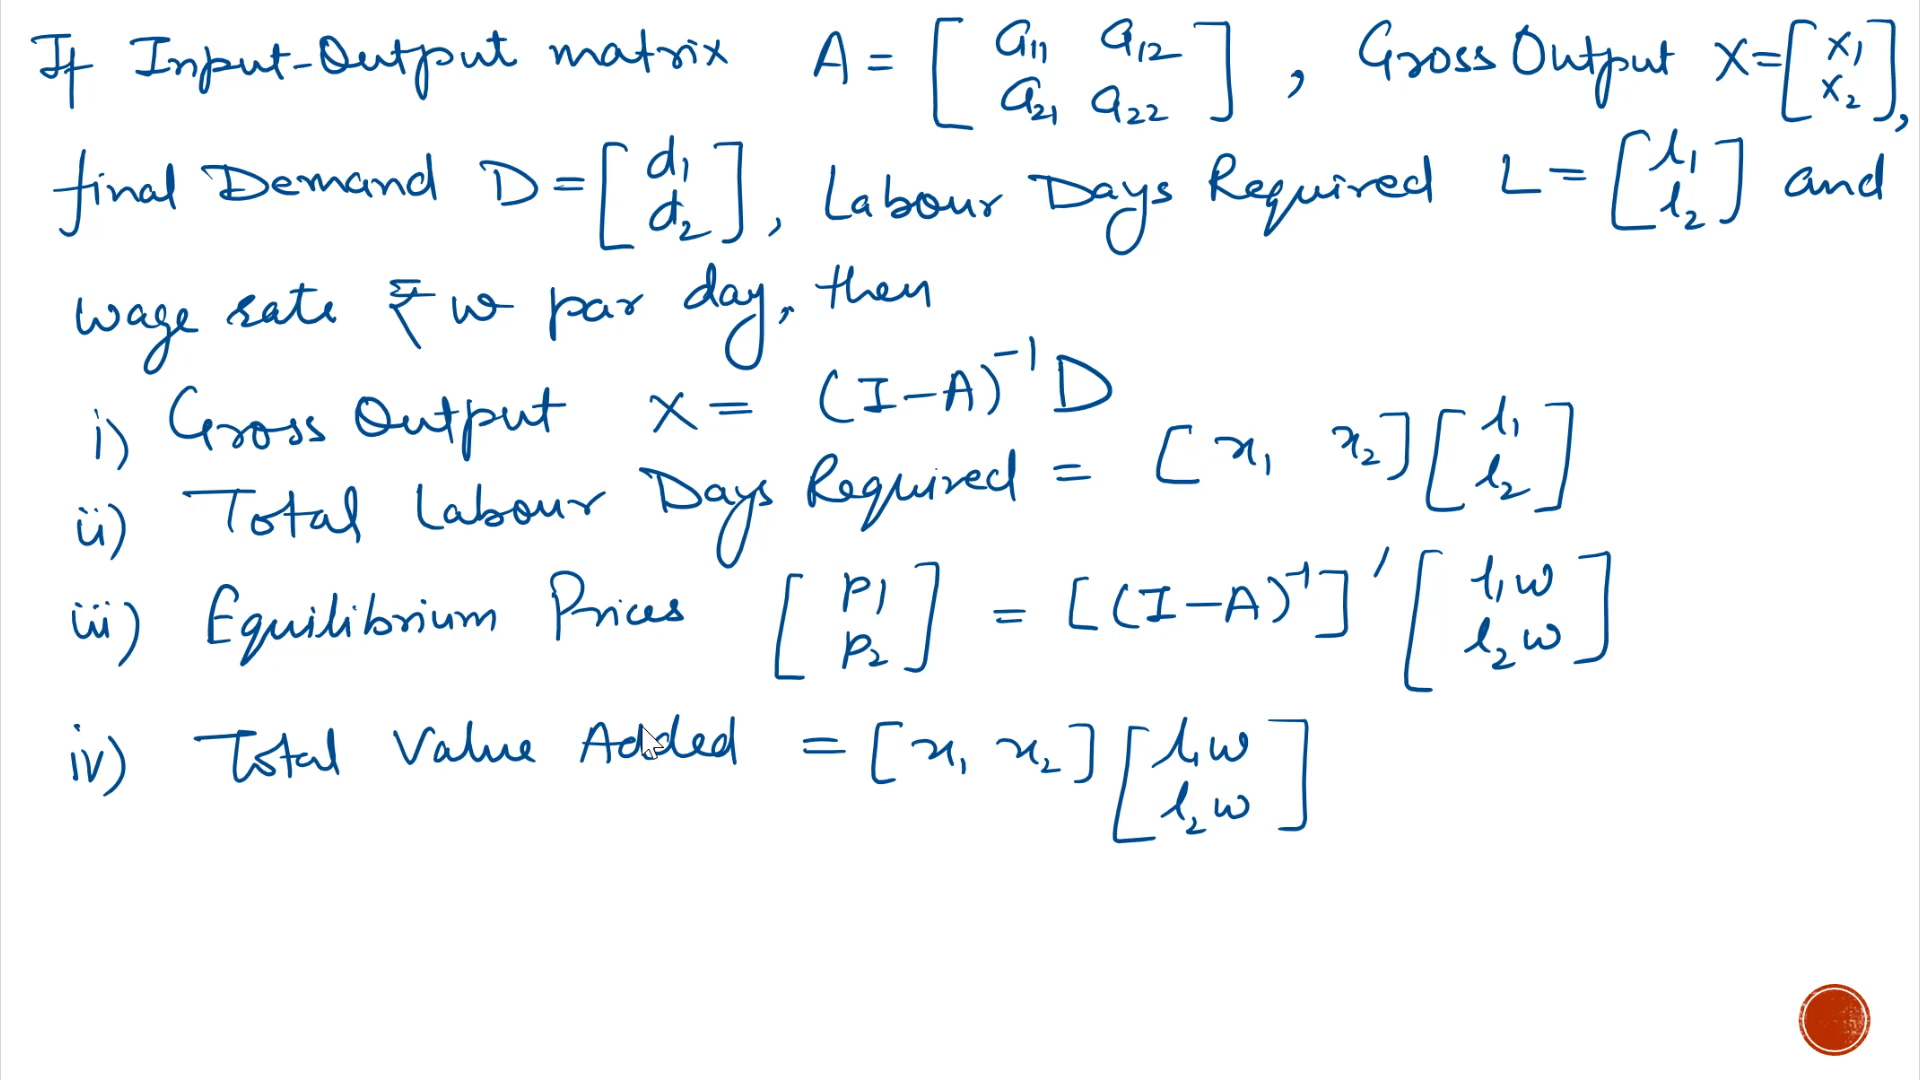 If Input-Output matrix A = [ a11 a12 a21 a22 ] , Gross Output X = [ x1 x2 ],
final Demand D = [ d1 d2 ], Labour Days Required L = [ l1 l2 ] and
wage rate ₹ w par day, then
i) Gross Output X = (I-A)⁻¹ D
ii) Total Labour Days Required = [ x1 x2 ] [ l1 l2 ]
iii) Equilibrium Prices [ p1 p2 ] = [(I-A)⁻¹]′ [ l1w l2w ]
iv) Total Value Added = [ x1 x2 ] [ l1w l2w ]